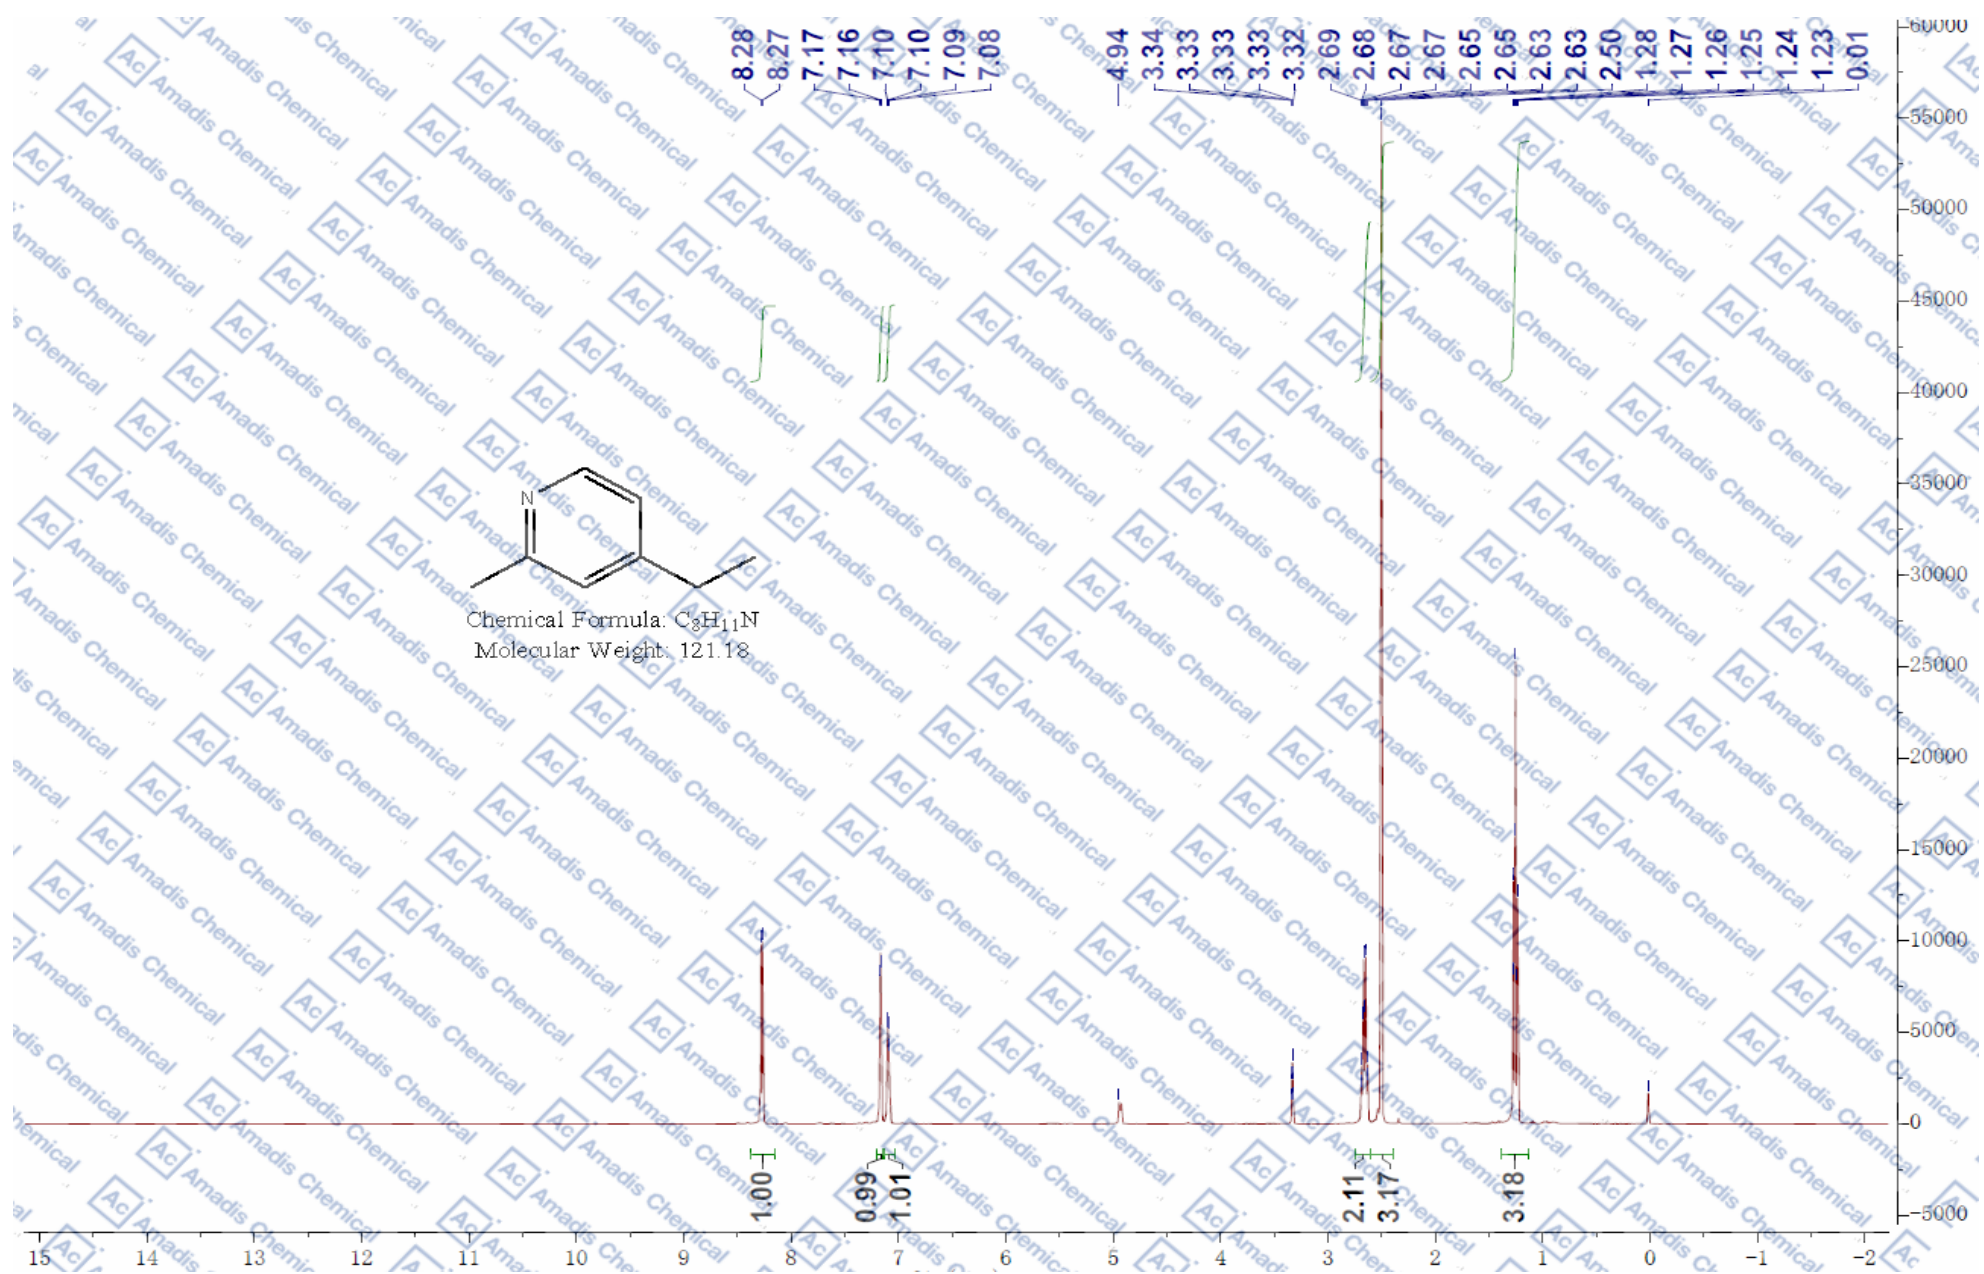 8.28 8.27 7.17 7.16 7.10 7.10 7.09 7.08 4.94 3.34 3.33 3.33 3.33 3.32 2.69 2.68 2.67 2.67 2.65 2.65 2.63 2.63 2.50 1.28 1.27 1.26 1.25 1.24 1.23 0.01
60000
55000
50000
45000
40000
35000
30000
25000
20000
15000
10000
5000
0
-5000
N
Chemical Formula: C₈H₁₁N
Molecular Weight: 121.18
1.00 0.99 1.01 2.11 3.17 3.18
15 14 13 12 11 10 9 8 7 6 5 4 3 2 1 0 -1 -2
Ac Amadis Chemical